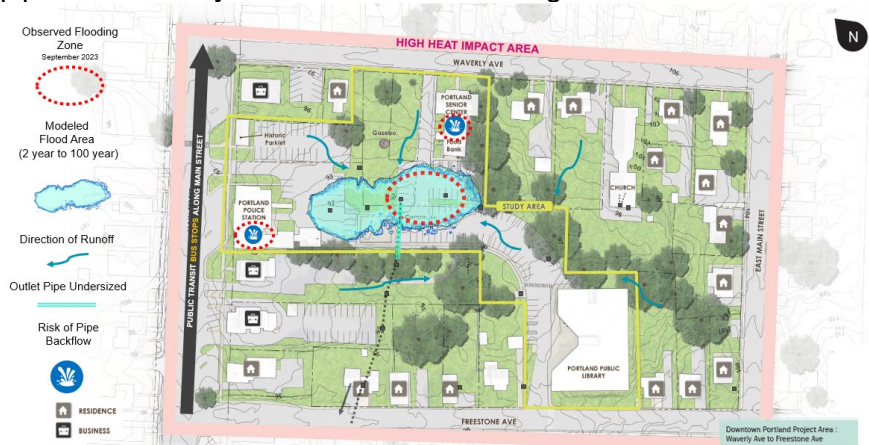 Observed Flooding
Zone
September 2023
Modeled
Flood Area
(2 year to 100 year)
Direction of Runoff
Outlet Pipe Undersized
Risk of Pipe
Backflow
RESIDENCE
BUSINESS
HIGH HEAT IMPACT AREA
WAVERLY AVE
N
PUBLIC TRANSIT BUS STOPS ALONG MAIN STREET
Historic
Parklet
Gazebo
PORTLAND
SENIOR
CENTER
Food
Bank
PORTLAND
POLICE
STATION
STUDY AREA
CHURCH
EAST MAIN STREET
PORTLAND PUBLIC
LIBRARY
FREESTONE AVE
Downtown Portland Project Area :
Waverly Ave to Freestone Ave